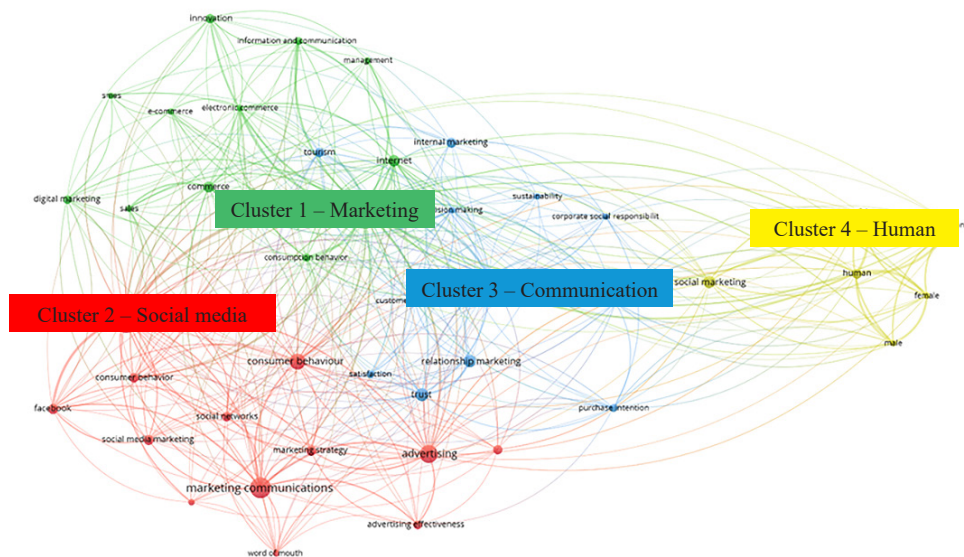 innovation
information and communication
management
smes
e-commerce
electronic commerce
internal marketing
tourism
internet
commerce
digital marketing
sales
sustainability
corporate social responsibilit
Cluster 1 – Marketing
making
Cluster 4 – Human
consumption behavior
social marketing
human
female
Cluster 3 – Communication
Cluster 2 – Social media
male
consumer behaviour
relationship marketing
satisfaction
consumer behavior
trust
facebook
social networks
purchase intention
social media marketing
marketing strategy
advertising
marketing communications
advertising effectiveness
word of mouth